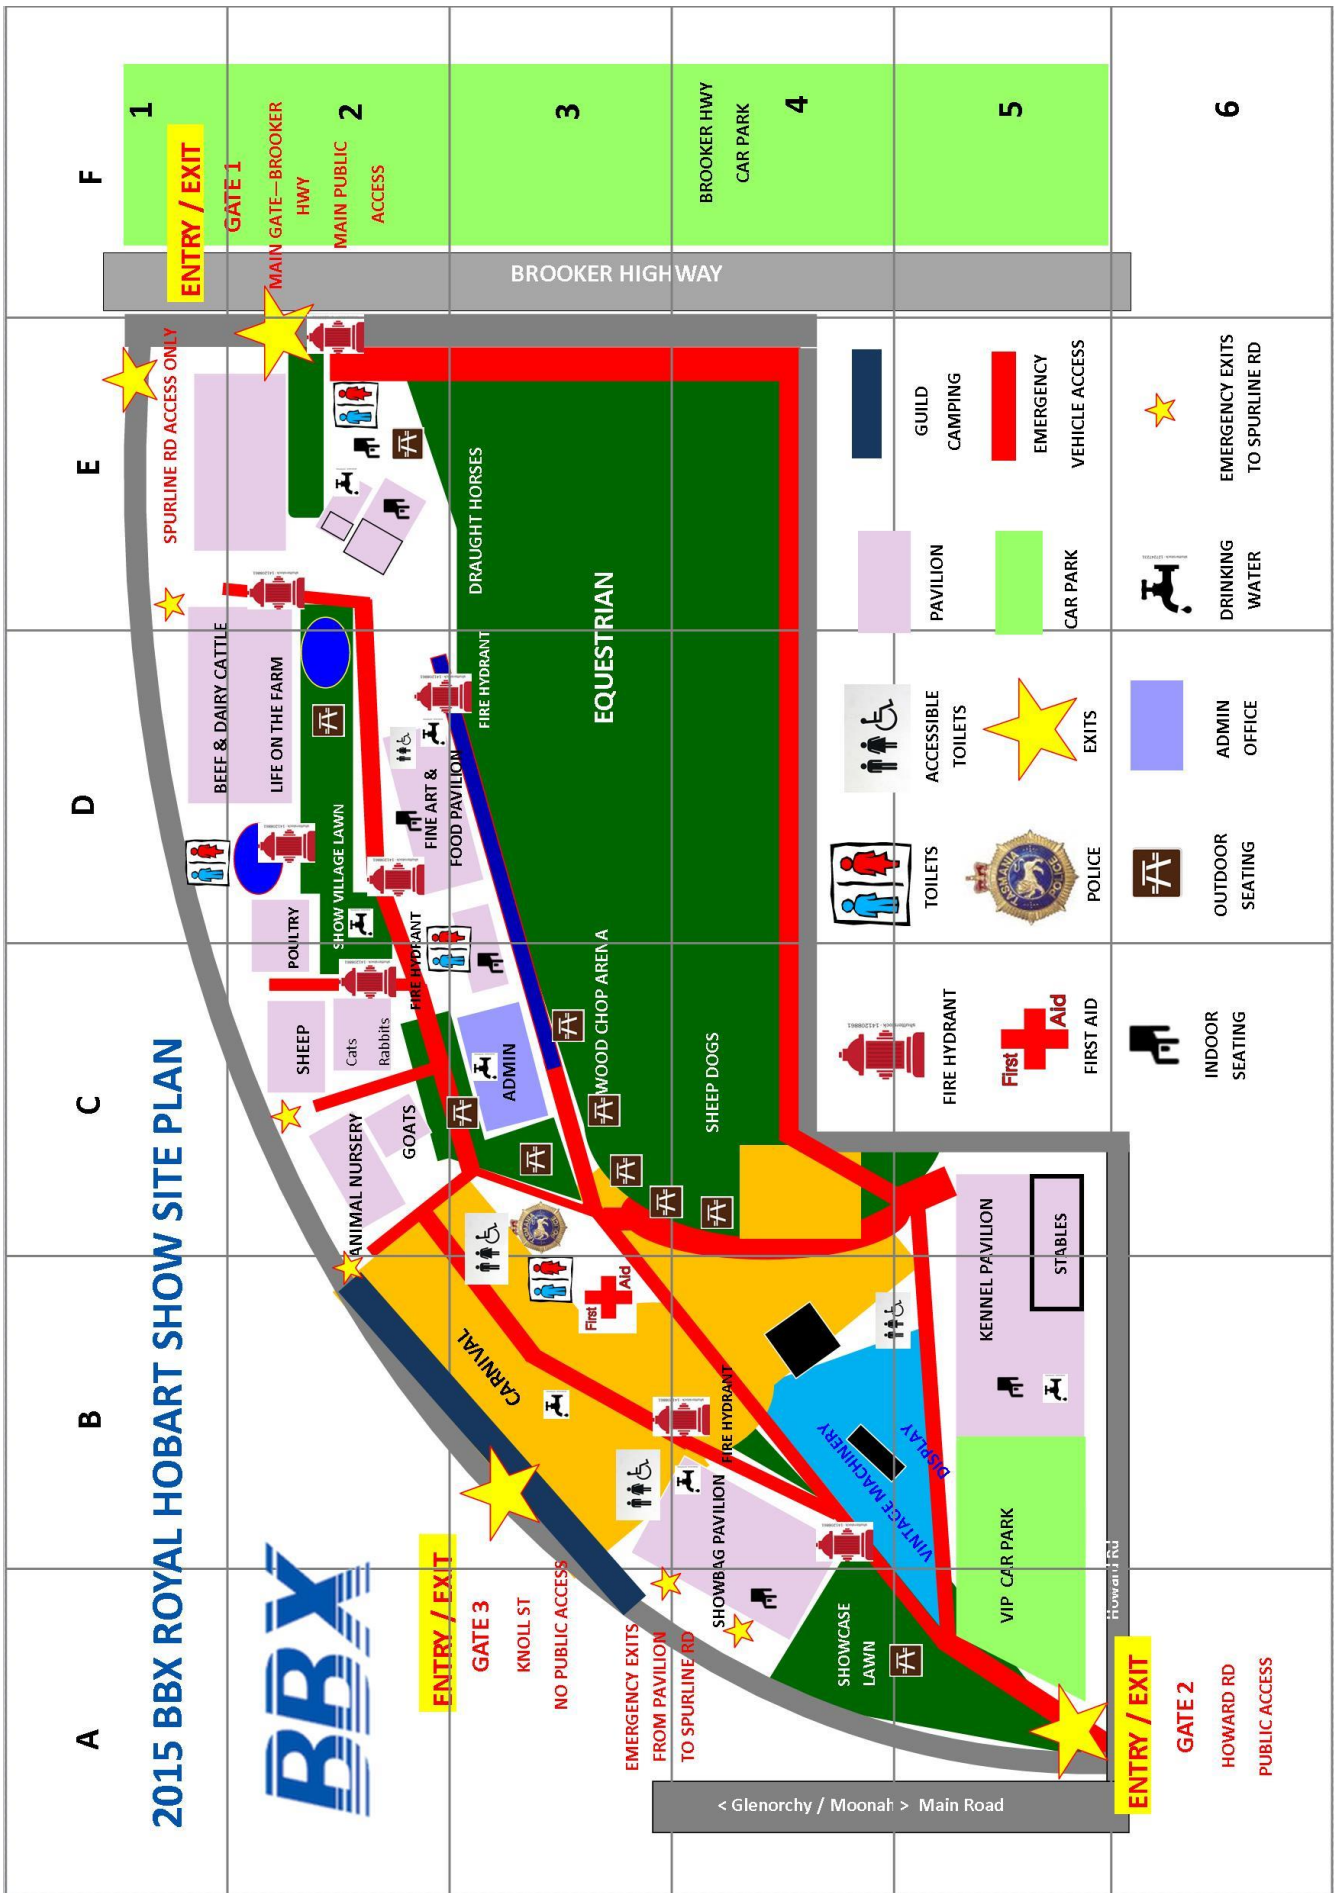 2015 BBX ROYAL HOBART SHOW SITE PLAN
BBX
A
B
C
D
E
F
1
2
3
4
5
6
ENTRY / EXIT
GATE 1
MAIN GATE—BROOKER
HWY
MAIN PUBLIC
ACCESS
BROOKER HWY
CAR PARK
BROOKER HIGHWAY
SPURLINE RD ACCESS ONLY
BEEF & DAIRY CATTLE
LIFE ON THE FARM
SHOW VILLAGE LAWN
POULTRY
SHEEP
Cats
Rabbits
ANIMAL NURSERY
GOATS
FIRE HYDRANT
ADMIN
FINE ART &
FOOD PAVILION
FIRE HYDRANT
DRAUGHT HORSES
EQUESTRIAN
WOOD CHOP ARENA
SHEEP DOGS
CARNIVAL
First
Aid
FIRE HYDRANT
SHOWBAG PAVILION
VINTAGE MACHINERY
DISPLAY
KENNEL PAVILION
STABLES
VIP CAR PARK
Howard Rd
SHOWCASE
LAWN
ENTRY / EXIT
GATE 3
KNOLL ST
NO PUBLIC ACCESS
EMERGENCY EXITS
FROM PAVILION
TO SPURLINE RD
< Glenorchy / Moonah > Main Road
ENTRY / EXIT
GATE 2
HOWARD RD
PUBLIC ACCESS
FIRE HYDRANT
TOILETS
ACCESSIBLE
TOILETS
PAVILION
GUILD
CAMPING
First
Aid
FIRST AID
TASMANIA
POLICE
POLICE
EXITS
CAR PARK
EMERGENCY
VEHICLE ACCESS
INDOOR
SEATING
OUTDOOR
SEATING
ADMIN
OFFICE
DRINKING
WATER
EMERGENCY EXITS
TO SPURLINE RD